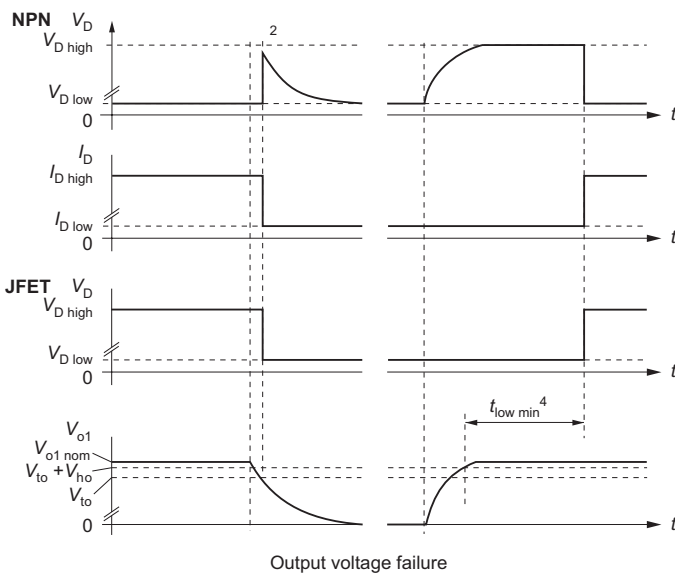 NPN V_D
2
V_D high
V_D low
0
t
I_D
I_D high
I_D low
0
t
JFET V_D
V_D high
V_D low
0
t
t_low min 4
V_o1
V_o1 nom
V_to + V_ho
V_to
0
t
Output voltage failure